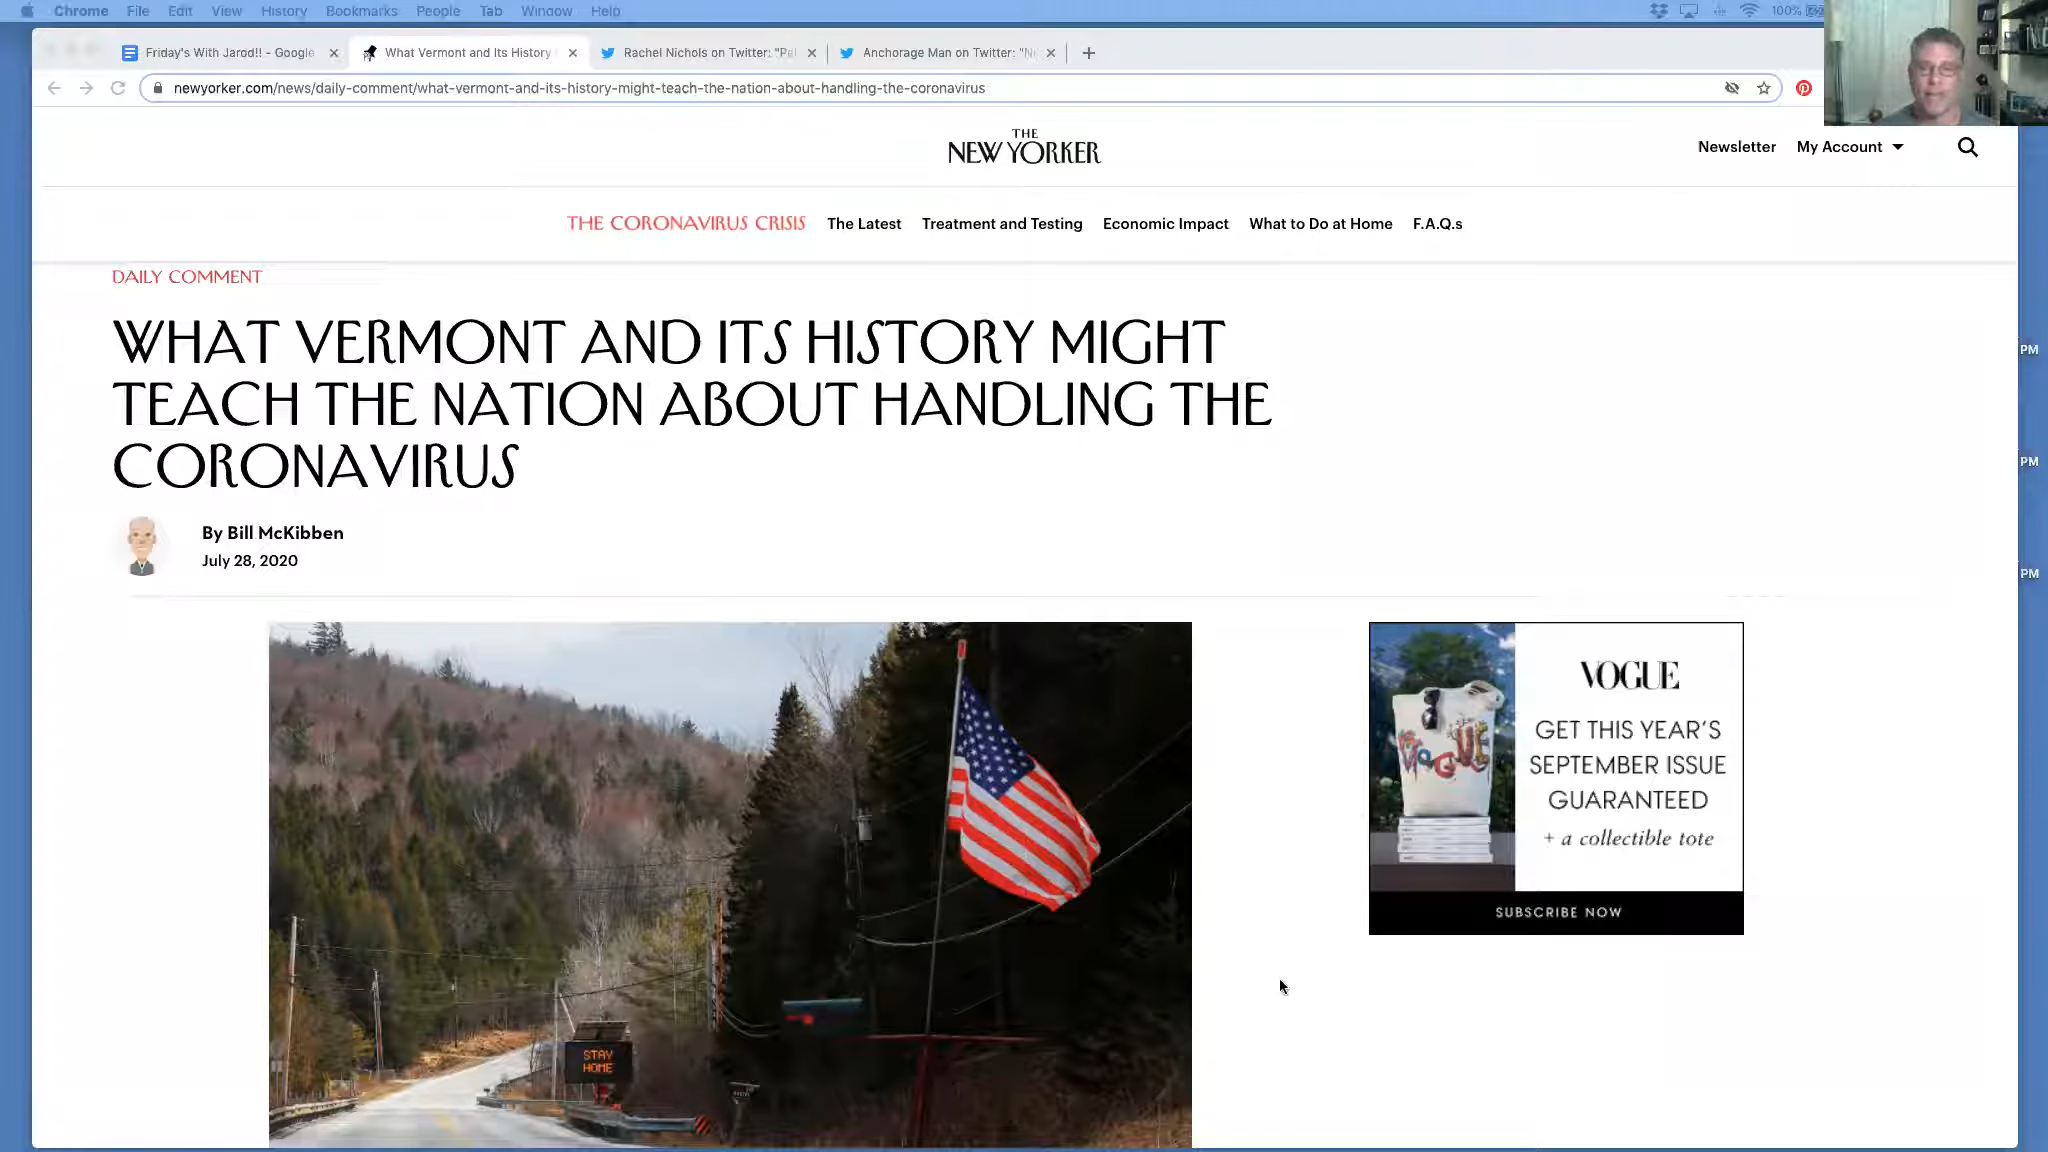 Chrome File Edit View History Bookmarks People Tab Window Help
100%
Friday's With Jarod!! - Google
What Vermont and Its History
Rachel Nichols on Twitter: "Pa
Anchorage Man on Twitter: "N
newyorker.com/news/daily-comment/what-vermont-and-its-history-might-teach-the-nation-about-handling-the-coronavirus
THE
NEW YORKER
Newsletter My Account
THE CORONAVIRUS CRISIS The Latest Treatment and Testing Economic Impact What to Do at Home F.A.Q.s
DAILY COMMENT
WHAT VERMONT AND ITS HISTORY MIGHT
TEACH THE NATION ABOUT HANDLING THE
CORONAVIRUS
By Bill McKibben
July 28, 2020
STAY
HOME
VOGUE
VOGUE
GET THIS YEAR'S
SEPTEMBER ISSUE
GUARANTEED
+ a collectible tote
SUBSCRIBE NOW
PM
PM
PM